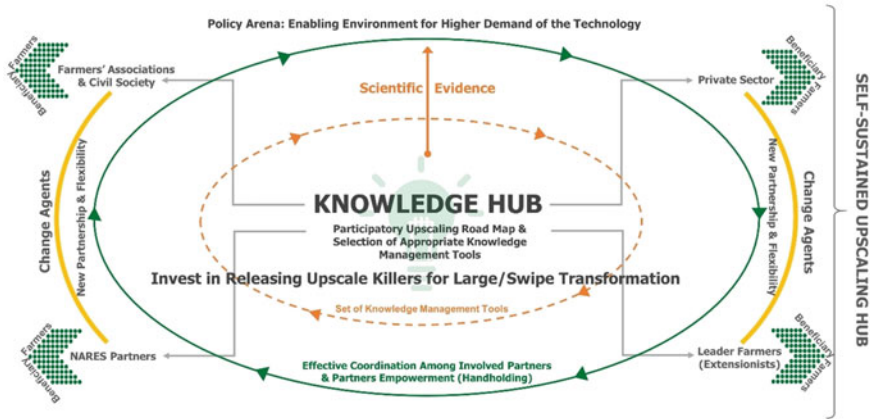 Policy Arena: Enabling Environment for Higher Demand of the Technology
Beneficiary Farmers
Farmers' Associations
& Civil Society
Scientific Evidence
Private Sector
Beneficiary Farmers
Change Agents
New Partnership & Flexibility
KNOWLEDGE HUB
Participatory Upscaling Road Map &
Selection of Appropriate Knowledge
Management Tools
Invest in Releasing Upscale Killers for Large/Swipe Transformation
Set of Knowledge Management Tools
New Partnership & Flexibility
Change Agents
SELF-SUSTAINED UPSCALING HUB
Beneficiary Farmers
NARES Partners
Effective Coordination Among Involved Partners
& Partners Empowerment (Handholding)
Leader Farmers
(Extensionists)
Beneficiary Farmers